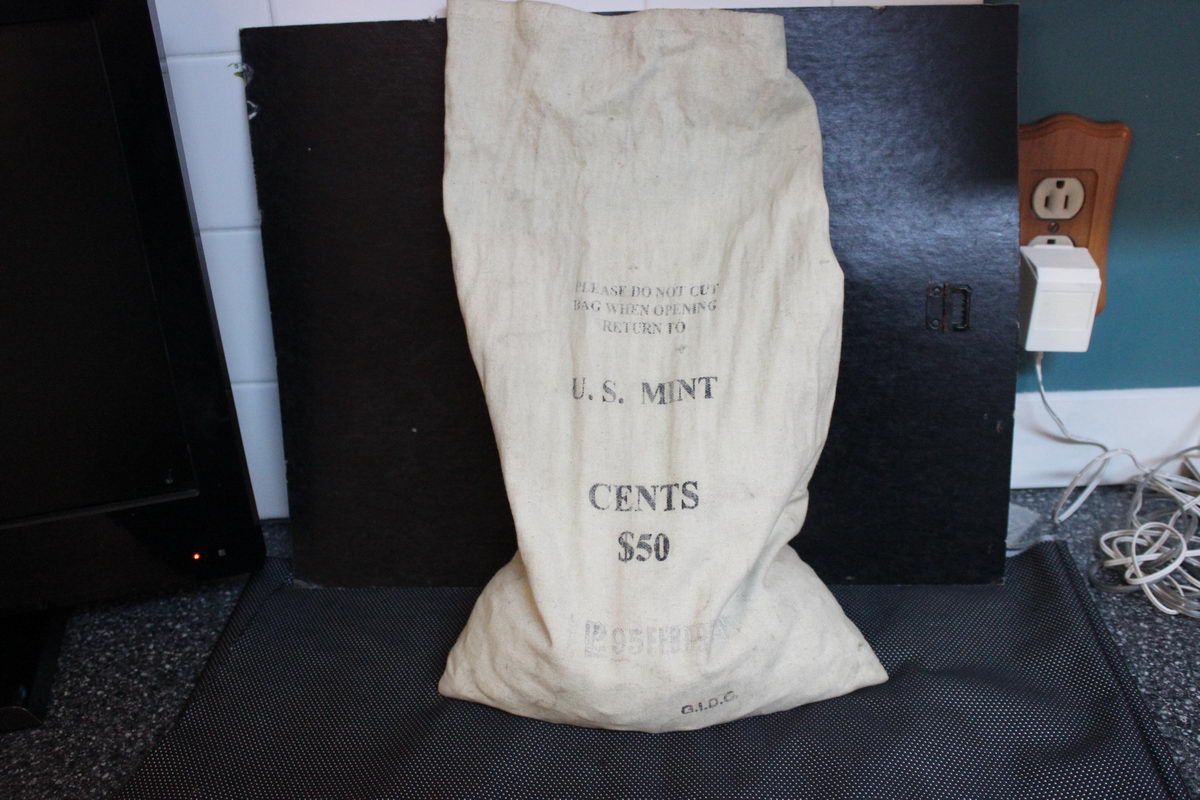 PLEASE DO NOT CUT
BAG WHEN OPENING
RETURN TO
U. S. MINT
CENTS
$50
G.I.D.C.